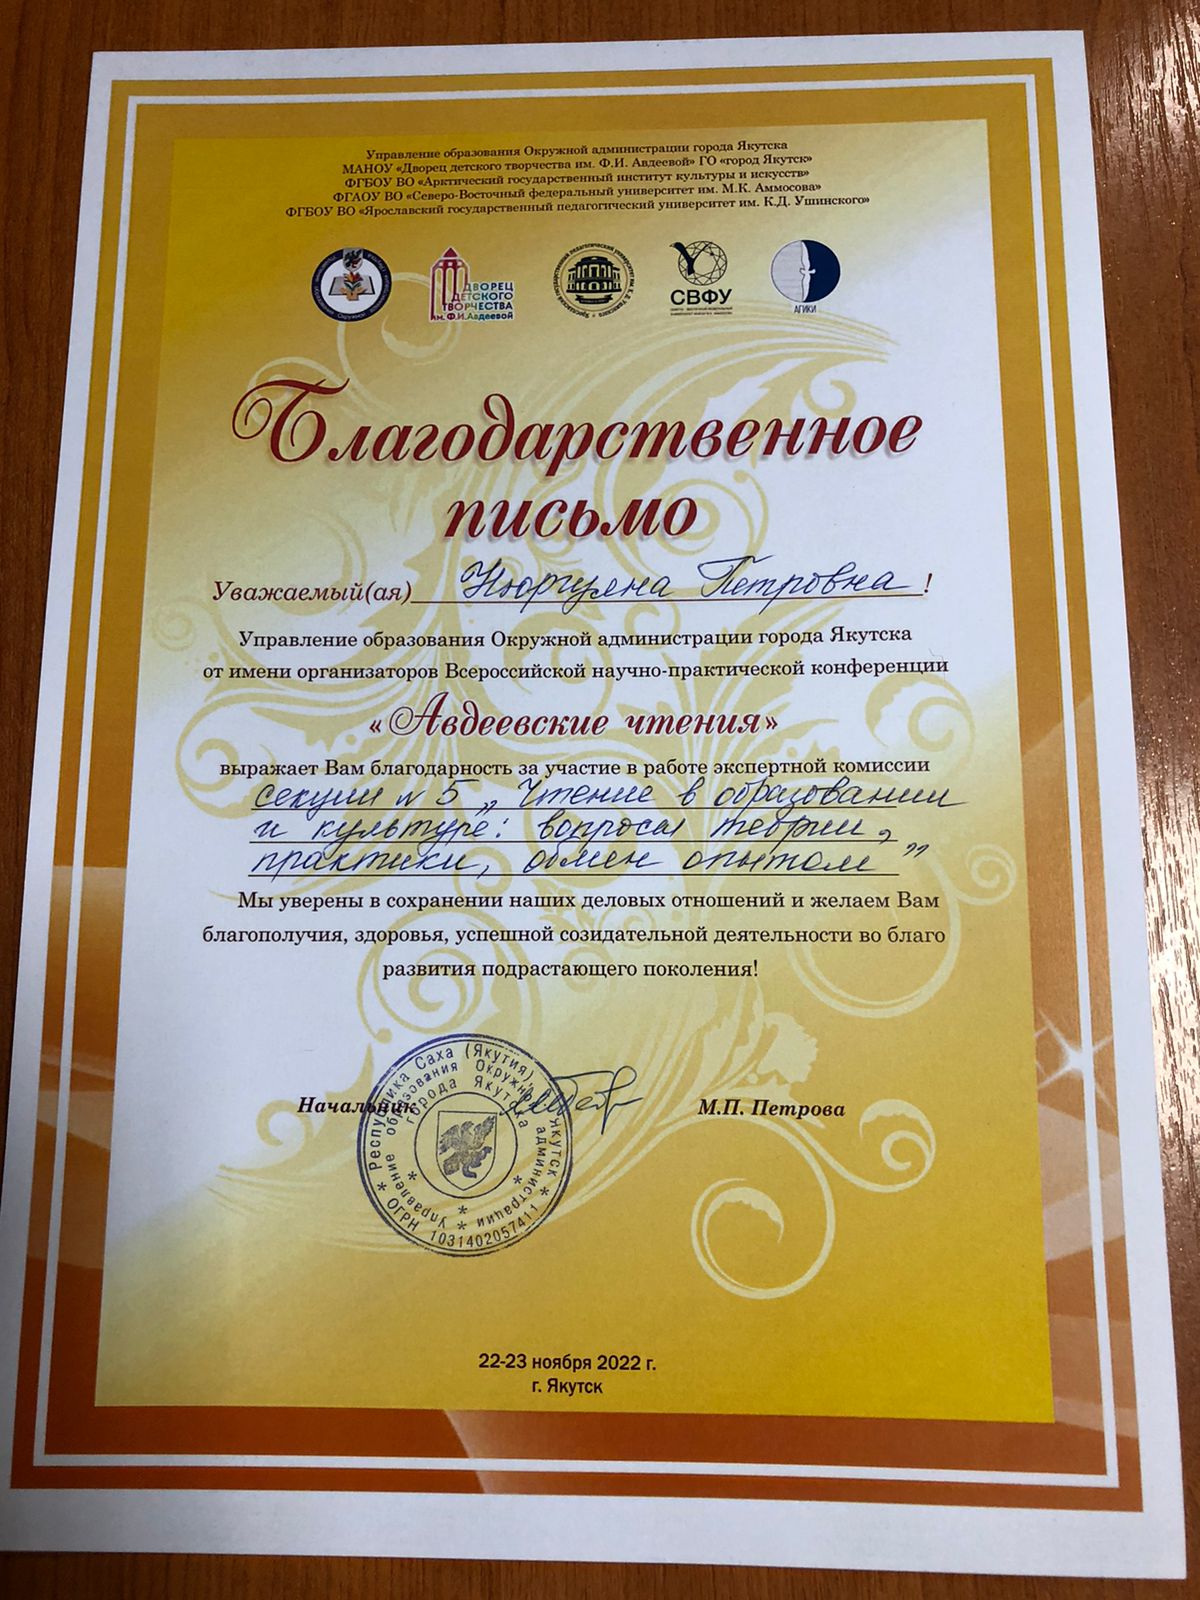 Управление образования Окружной администрации города Якутска
МАНОУ «Дворец детского творчества им. Ф.И. Авдеевой» ГО «город Якутск»
ФГБОУ ВО «Арктический государственный институт культуры и искусств»
ФГАОУ ВО «Северо-Восточный федеральный университет им. М.К. Аммосова»
ФГБОУ ВО «Ярославский государственный педагогический университет им. К.Д. Ушинского»
ДВОРЕЦ
ДЕТСКОГО
ТВОРЧЕСТВА
им. Ф.И.Авдеевой
СВФУ
АГИКИ
Благодарственное
письмо
Уважаемый(ая) Нюргуяна Петровна !
Управление образования Окружной администрации города Якутска
от имени организаторов Всероссийской научно-практической конференции
«Авдеевские чтения»
выражает Вам благодарность за участие в работе экспертной комиссии
секции № 5 „Чтение в образовании
и культуре: вопросы теории,
практики, обмен опытом”
Мы уверены в сохранении наших деловых отношений и желаем Вам
благополучия, здоровья, успешной созидательной деятельности во благо
развития подрастающего поколения!
Начальник М.П. Петрова
* Республика Саха (Якутия) * Якутск * ОГРН 1031402057411
* Управление образования Окружной администрации *
города Якутска
22-23 ноября 2022 г.
г. Якутск